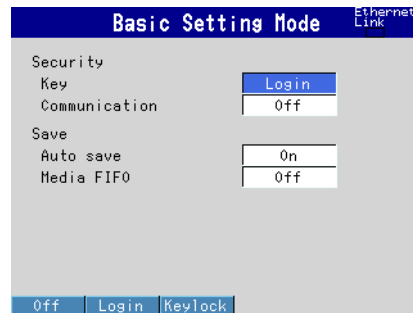 Basic Setting Mode
Ethernet
Link
Security
Key Login
Communication Off
Save
Auto save On
Media FIFO Off
Off Login Keylock